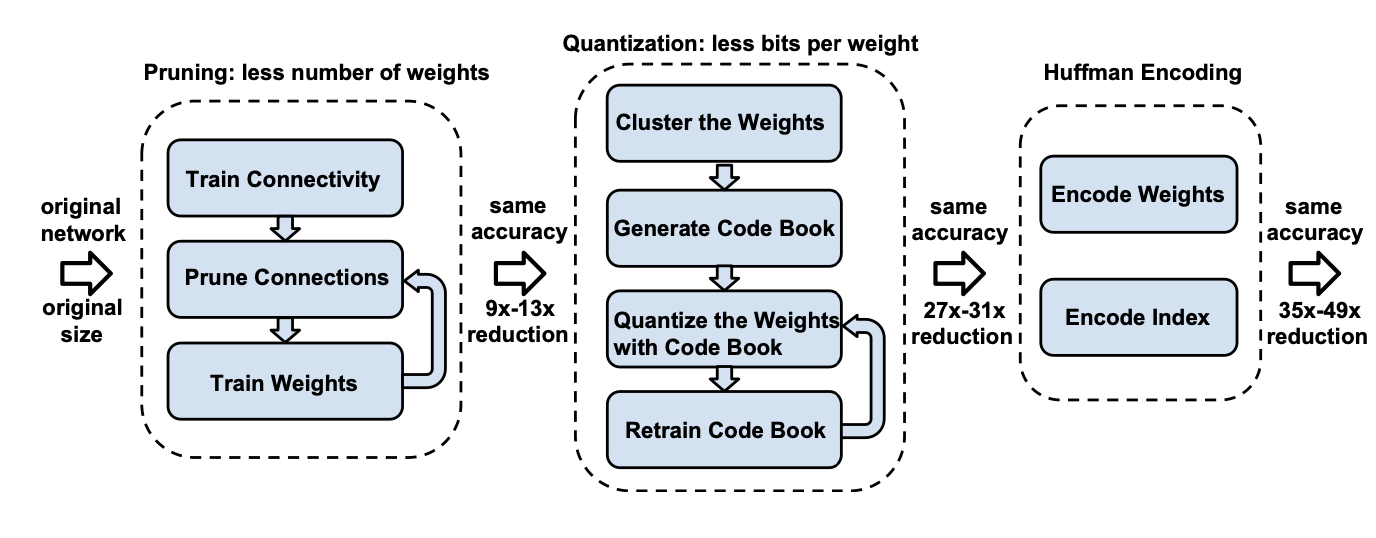 Pruning: less number of weights
Train Connectivity
Prune Connections
Train Weights
original
network
original
size
same
accuracy
9x-13x
reduction
Quantization: less bits per weight
Cluster the Weights
Generate Code Book
Quantize the Weights
with Code Book
Retrain Code Book
same
accuracy
27x-31x
reduction
Huffman Encoding
Encode Weights
Encode Index
same
accuracy
35x-49x
reduction